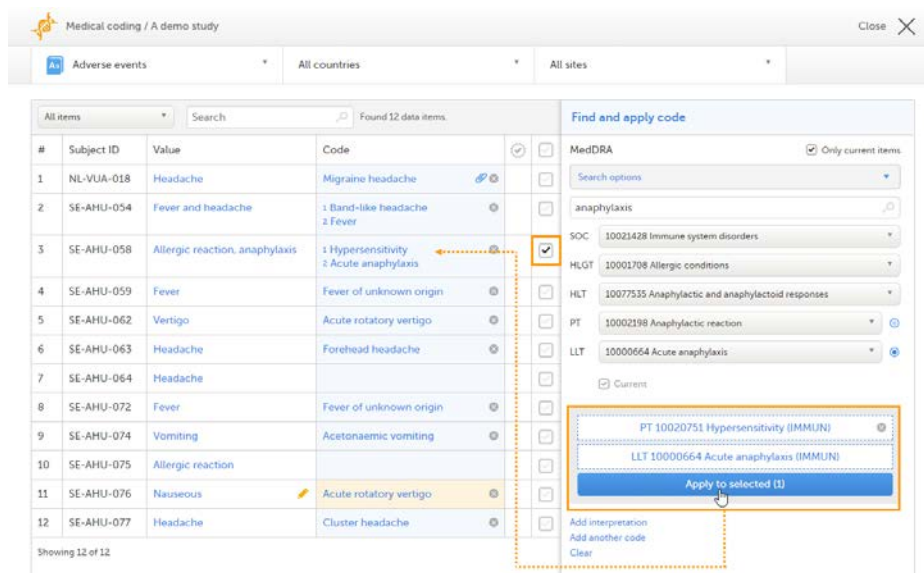 Medical coding / A demo study
Close
Adverse events
All countries
All sites
All items
Search
Found 12 data items.
# Subject ID Value Code
1 NL-VUA-018 Headache Migraine headache
2 SE-AHU-054 Fever and headache 1 Band-like headache
2 Fever
3 SE-AHU-058 Allergic reaction, anaphylaxis 1 Hypersensitivity
2 Acute anaphylaxis
4 SE-AHU-059 Fever Fever of unknown origin
5 SE-AHU-062 Vertigo Acute rotatory vertigo
6 SE-AHU-063 Headache Forehead headache
7 SE-AHU-064 Headache
8 SE-AHU-072 Fever Fever of unknown origin
9 SE-AHU-074 Vomiting Acetonaemic vomiting
10 SE-AHU-075 Allergic reaction
11 SE-AHU-076 Nauseous Acute rotatory vertigo
12 SE-AHU-077 Headache Cluster headache
Showing 12 of 12
Find and apply code
MedDRA Only current items
Search options
anaphylaxis
SOC 10021428 Immune system disorders
HLGT 10001708 Allergic conditions
HLT 10077535 Anaphylactic and anaphylactoid responses
PT 10002198 Anaphylactic reaction
LLT 10000664 Acute anaphylaxis
Current
PT 10020751 Hypersensitivity (IMMUN)
LLT 10000664 Acute anaphylaxis (IMMUN)
Apply to selected (1)
Add interpretation
Add another code
Clear